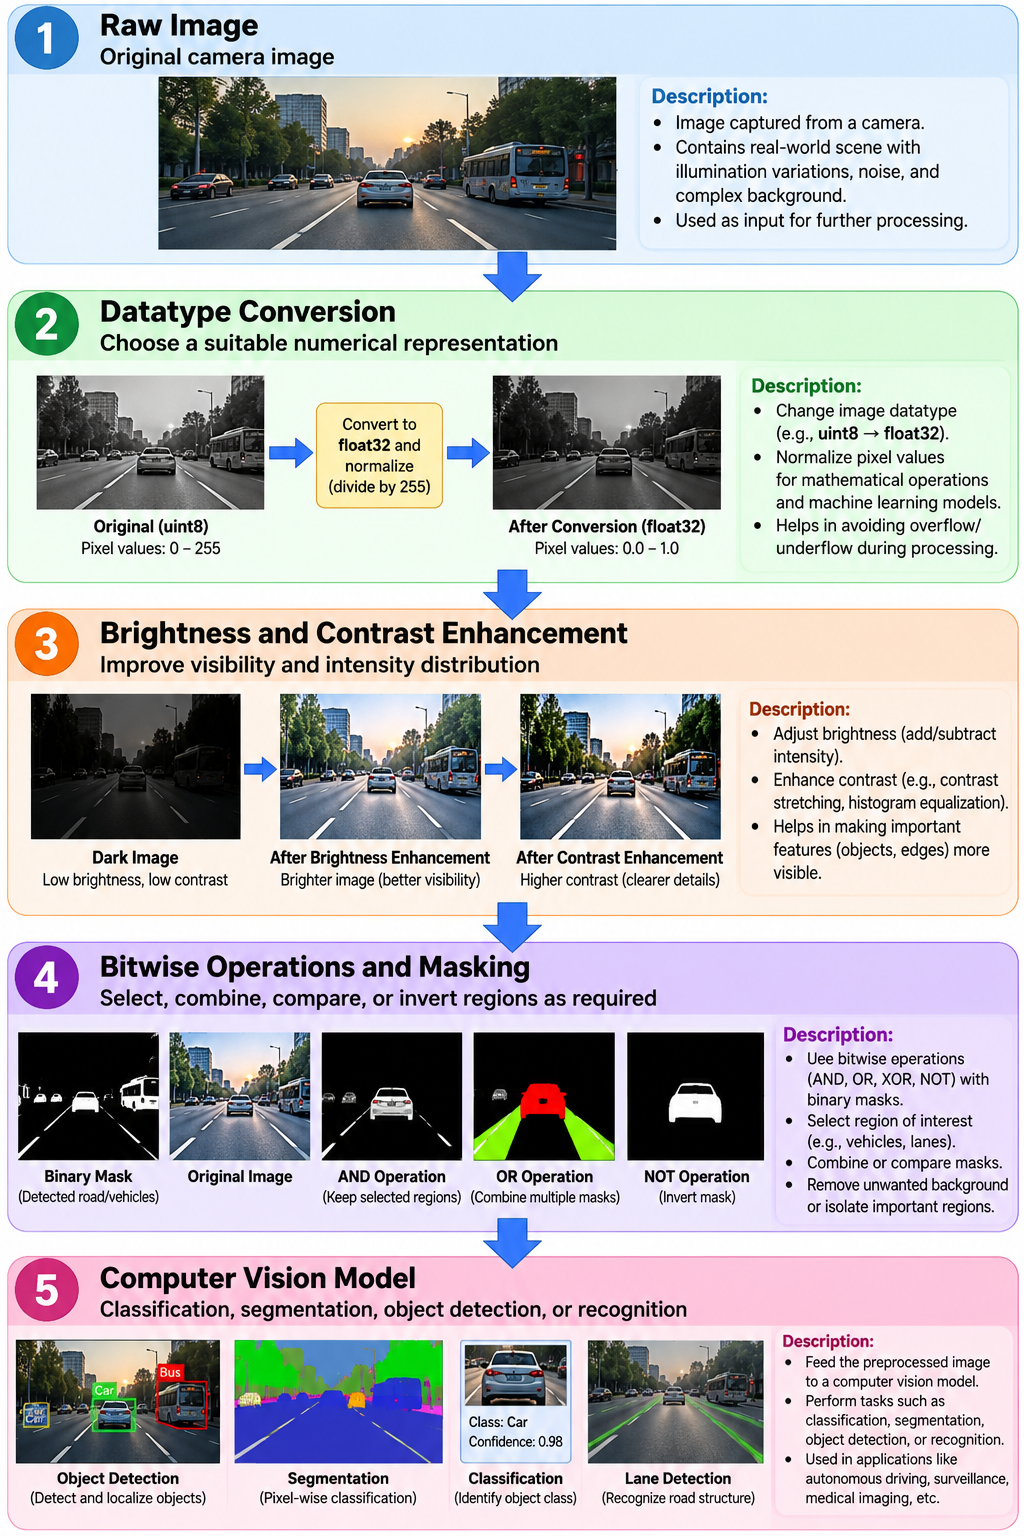 1
Raw Image
Original camera image
Description:
• Image captured from a camera.
• Contains real-world scene with
illumination variations, noise, and
complex background.
• Used as input for further processing.
2
Datatype Conversion
Choose a suitable numerical representation
Convert to
float32 and
normalize
(divide by 255)
Original (uint8)
Pixel values: 0 – 255
After Conversion (float32)
Pixel values: 0.0 – 1.0
Description:
• Change image datatype
(e.g., uint8 → float32).
• Normalize pixel values
for mathematical operations
and machine learning models.
• Helps in avoiding overflow/
underflow during processing.
3
Brightness and Contrast Enhancement
Improve visibility and intensity distribution
Dark Image
Low brightness, low contrast
After Brightness Enhancement
Brighter image (better visibility)
After Contrast Enhancement
Higher contrast (clearer details)
Description:
• Adjust brightness (add/subtract
intensity).
• Enhance contrast (e.g., contrast
stretching, histogram equalization).
• Helps in making important
features (objects, edges) more
visible.
4
Bitwise Operations and Masking
Select, combine, compare, or invert regions as required
Binary Mask
(Detected road/vehicles)
Original Image
AND Operation
(Keep selected regions)
OR Operation
(Combine multiple masks)
NOT Operation
(Invert mask)
Description:
• Uee bitwise operations
(AND, OR, XOR, NOT) with
binary masks.
• Select region of interest
(e.g., vehicles, lanes).
• Combine or compare masks.
• Remove unwanted background
or isolate important regions.
5
Computer Vision Model
Classification, segmentation, object detection, or recognition
Car
Bus
Object Detection
(Detect and localize objects)
Segmentation
(Pixel-wise classification)
Class: Car
Confidence: 0.98
Classification
(Identify object class)
Lane Detection
(Recognize road structure)
Description:
• Feed the preprocessed image
to a computer vision model.
• Perform tasks such as
classification, segmentation,
object detection, or recognition.
• Used in applications like
autonomous driving, surveillance,
medical imaging, etc.